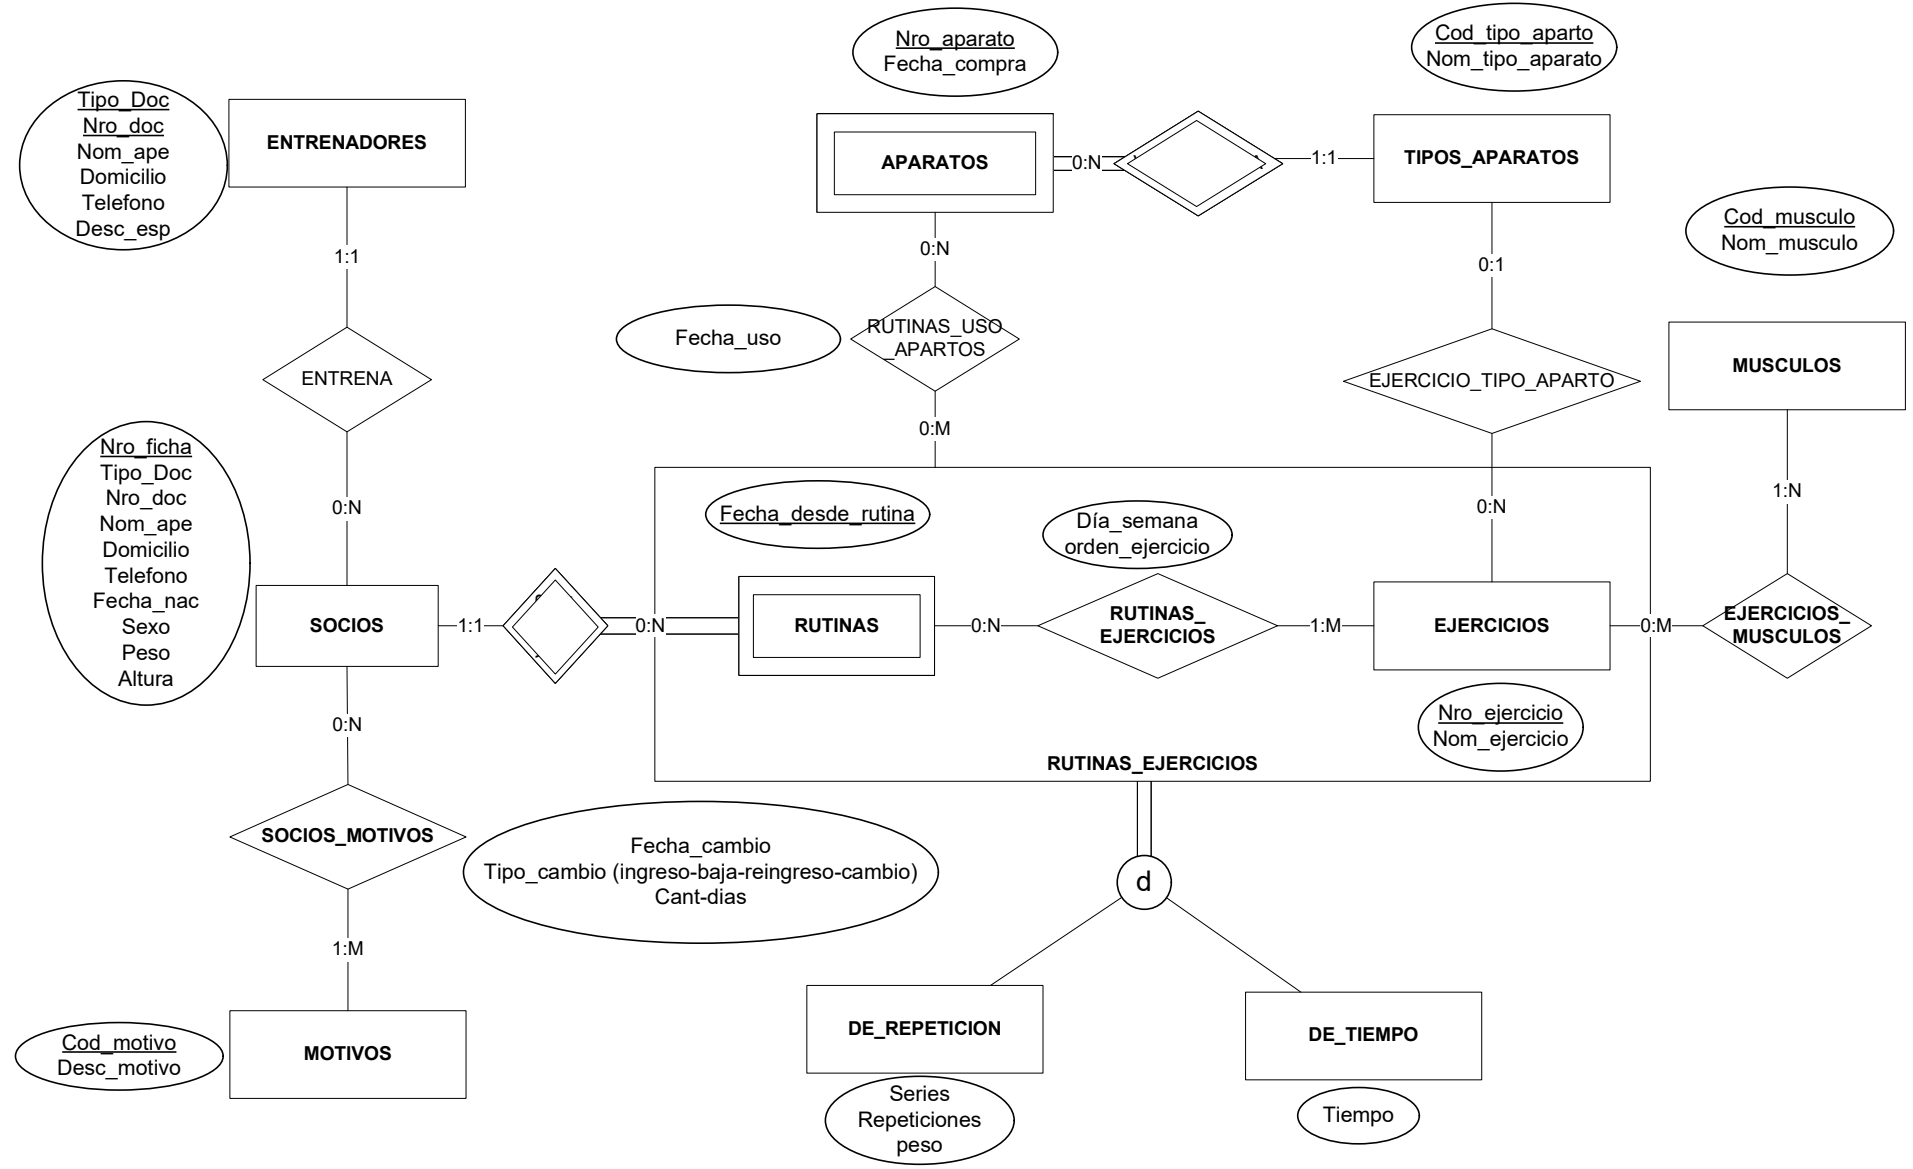 Nro_aparato
Fecha_compra
Cod_tipo_aparto
Nom_tipo_aparato
Tipo_Doc
Nro_doc
Nom_ape
Domicilio
Telefono
Desc_esp
ENTRENADORES
APARATOS
0:N
1:1
TIPOS_APARATOS
Cod_musculo
Nom_musculo
1:1
0:N
0:1
Fecha_uso
RUTINAS_USO
_APARTOS
MUSCULOS
ENTRENA
EJERCICIO_TIPO_APARTO
0:M
Nro_ficha
Tipo_Doc
Nro_doc
Nom_ape
Domicilio
Telefono
Fecha_nac
Sexo
Peso
Altura
0:N
Fecha_desde_rutina
Día_semana
orden_ejercicio
0:N
1:N
SOCIOS
1:1
0:N
RUTINAS
0:N
RUTINAS_
EJERCICIOS
1:M
EJERCICIOS
0:M
EJERCICIOS_
MUSCULOS
0:N
Nro_ejercicio
Nom_ejercicio
RUTINAS_EJERCICIOS
SOCIOS_MOTIVOS
Fecha_cambio
Tipo_cambio (ingreso-baja-reingreso-cambio)
Cant-dias
d
1:M
Cod_motivo
Desc_motivo
MOTIVOS
DE_REPETICION
DE_TIEMPO
Series
Repeticiones
peso
Tiempo